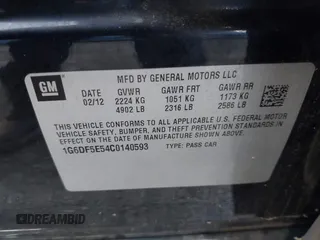 GM
MFD BY GENERAL MOTORS LLC
DATE GVWR GAWR FRT GAWR RR
02/12 2224 KG 1051 KG 1173 KG
4902 LB 2316 LB 2586 LB
THIS VEHICLE CONFORMS TO ALL APPLICABLE U.S. FEDERAL MOTOR
VEHICLE SAFETY, BUMPER, AND THEFT PREVENTION STANDARDS IN
EFFECT ON THE DATE OF MANUFACTURE SHOWN ABOVE.
1G6DF5E54C0140593 TYPE: PASS CAR
DREAMBID